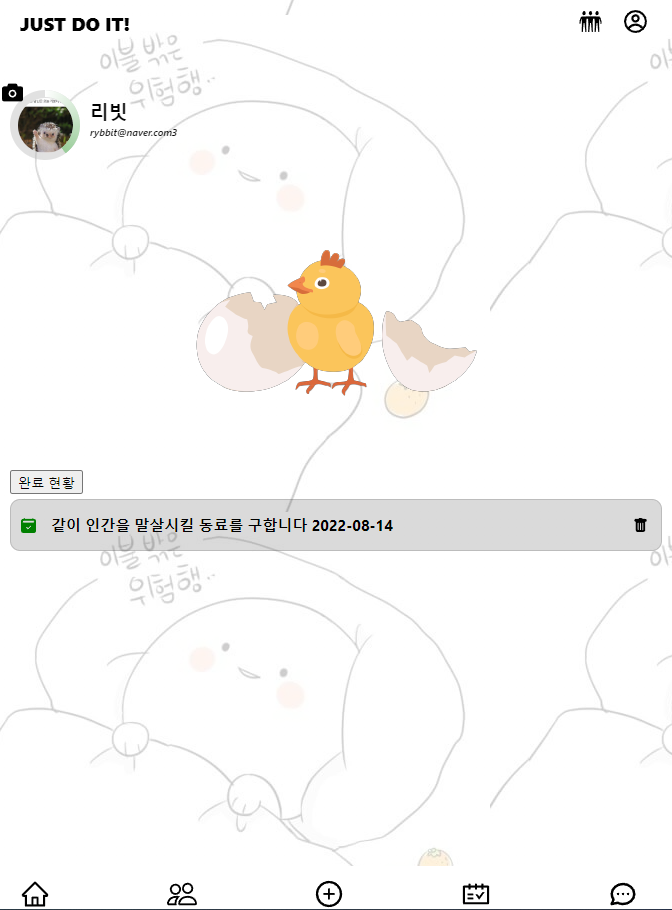 JUST DO IT!
이불 밖은
위험해..
리빗
rybbit@naver.com3
완료 현황
같이 인간을 말살시킬 동료를 구합니다 2022-08-14
이불 밖은
위험해..